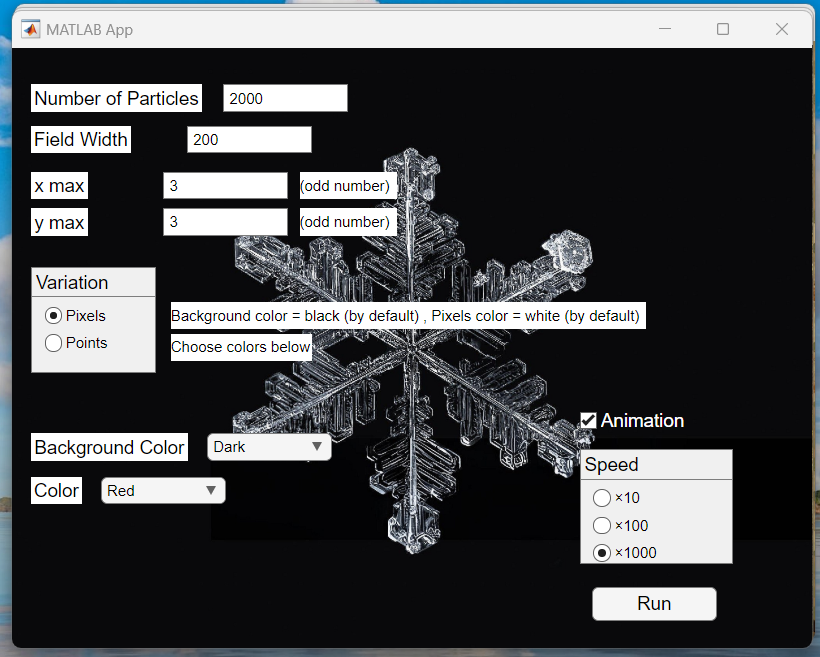 MATLAB App
Number of Particles 2000
Field Width 200
x max 3 (odd number)
y max 3 (odd number)
Variation
Pixels
Points
Background color = black (by default) , Pixels color = white (by default)
Choose colors below
Animation
Background Color Dark
Speed
Color Red
×10
×100
×1000
Run